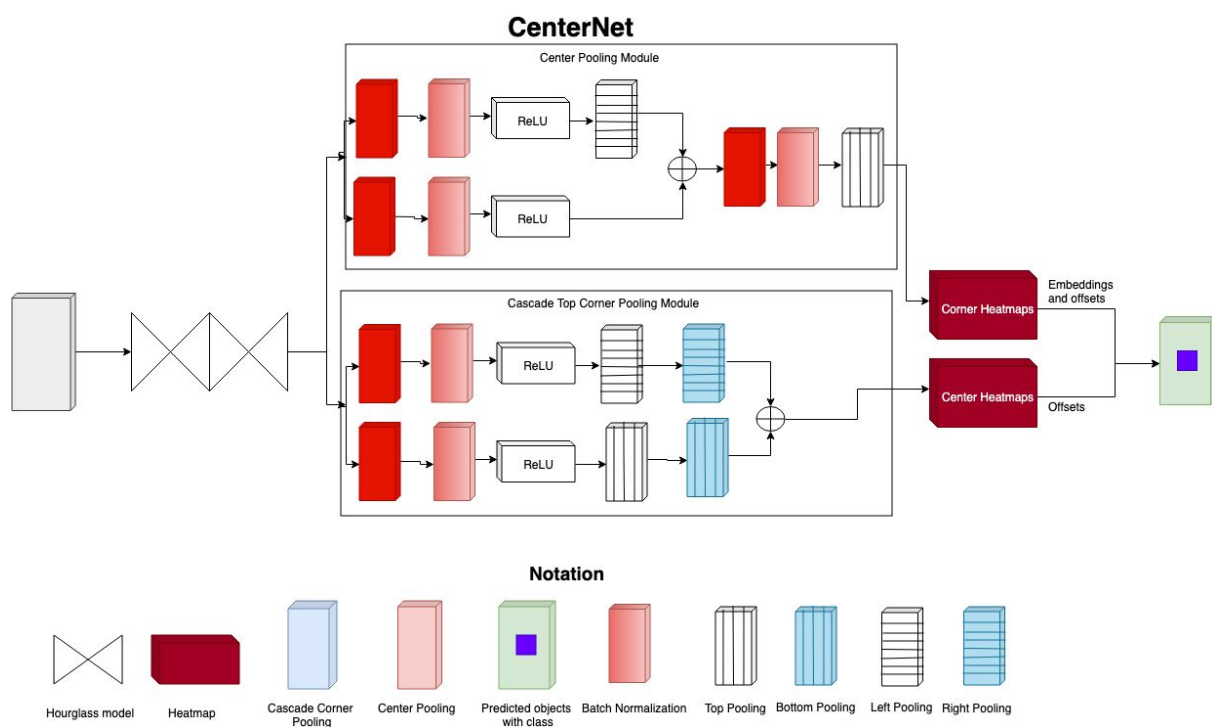 CenterNet
Center Pooling Module
ReLU
ReLU
Cascade Top Corner Pooling Module
ReLU
ReLU
Corner Heatmaps
Embeddings
and offsets
Center Heatmaps
Offsets
Notation
Hourglass model
Heatmap
Cascade Corner
Pooling
Center Pooling
Predicted objects
with class
Batch Normalization
Top Pooling
Bottom Pooling
Left Pooling
Right Pooling